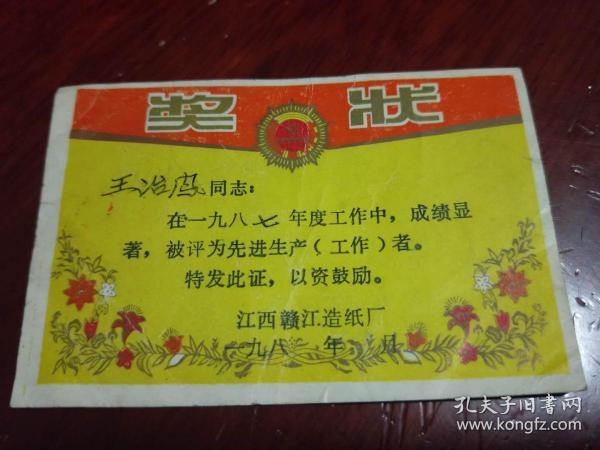 奖 状
王治凤同志:
在一九八七年度工作中，成绩显
著，被评为先进生产(工作)者。
特发此证，以资鼓励。
江西赣江造纸厂
一九八 年 月
孔夫子旧书网
www.kongfz.com